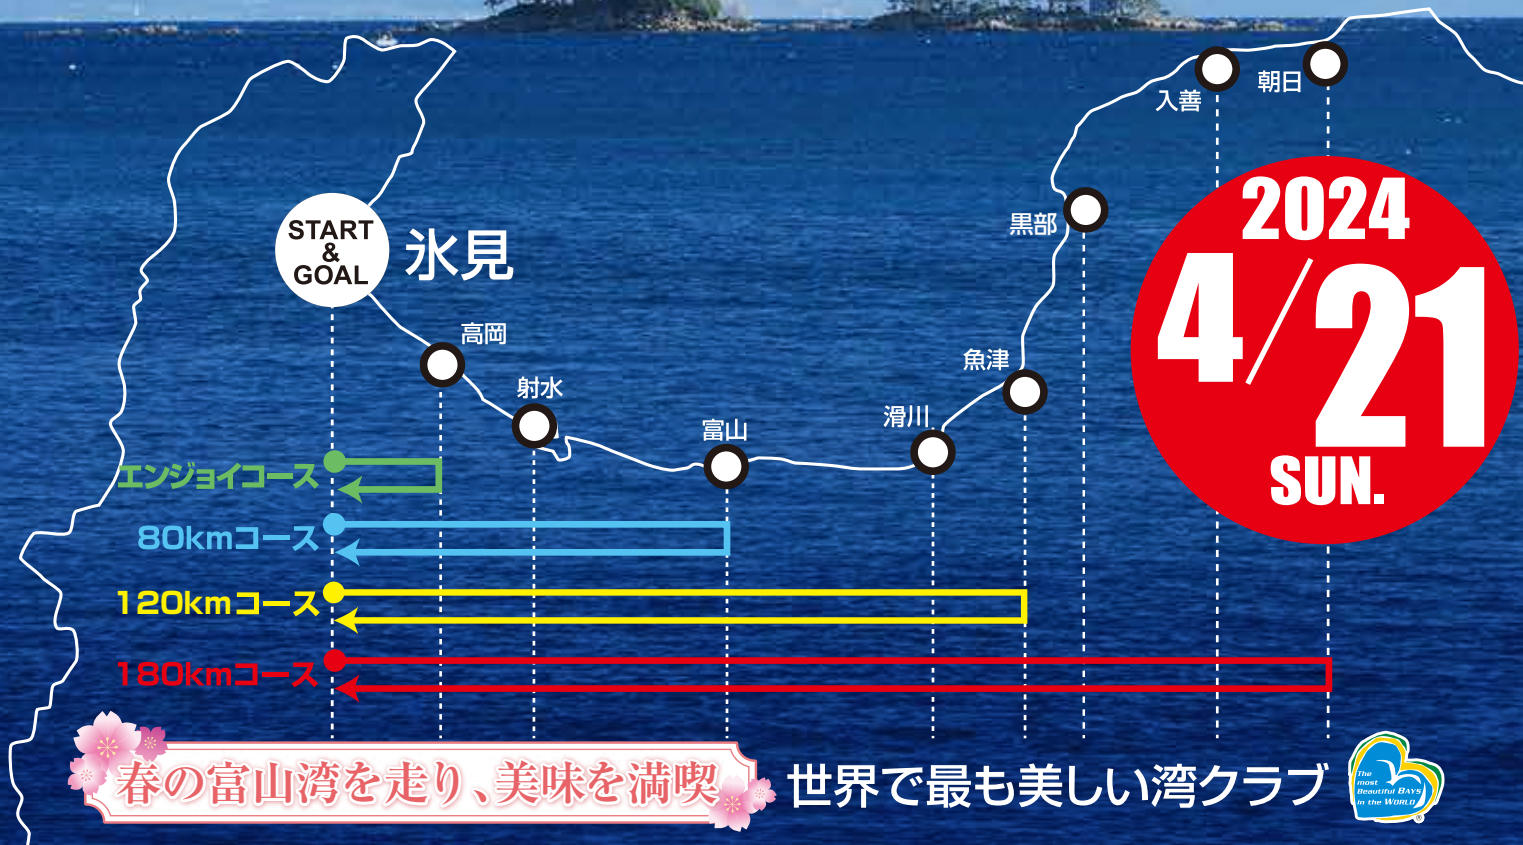 入善
朝日
黒部
2024
4/21
SUN.
START
&
GOAL
氷見
高岡
射水
富山
滑川
魚津
エンジョイコース
80kmコース
120kmコース
180kmコース
春の富山湾を走り、美味を満喫
世界で最も美しい湾クラブ
The
most
Beautiful BAYS
in the WORLD
®